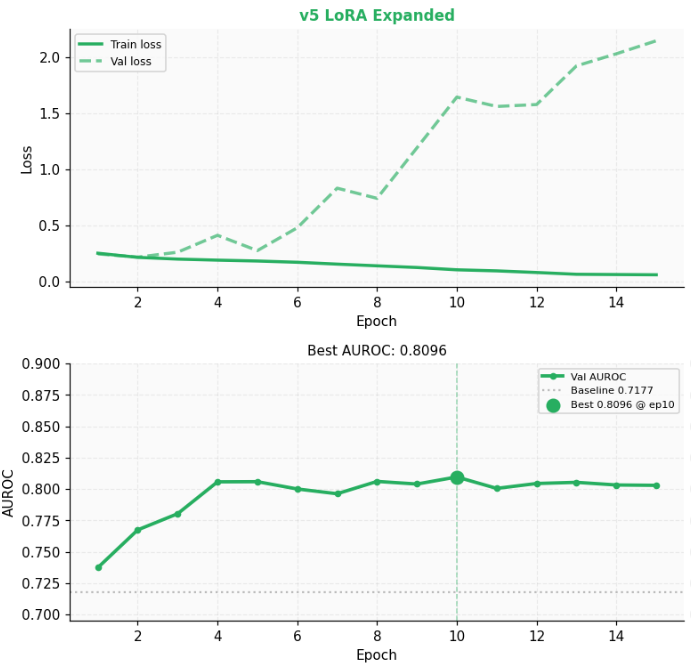 v5 LoRA Expanded
Train loss
Val loss
2.0
1.5
1.0
0.5
0.0
Loss
2 4 6 8 10 12 14
Epoch
Best AUROC: 0.8096
0.900
0.875
0.850
0.825
0.800
0.775
0.750
0.725
0.700
AUROC
Val AUROC
Baseline 0.7177
Best 0.8096 @ ep10
2 4 6 8 10 12 14
Epoch